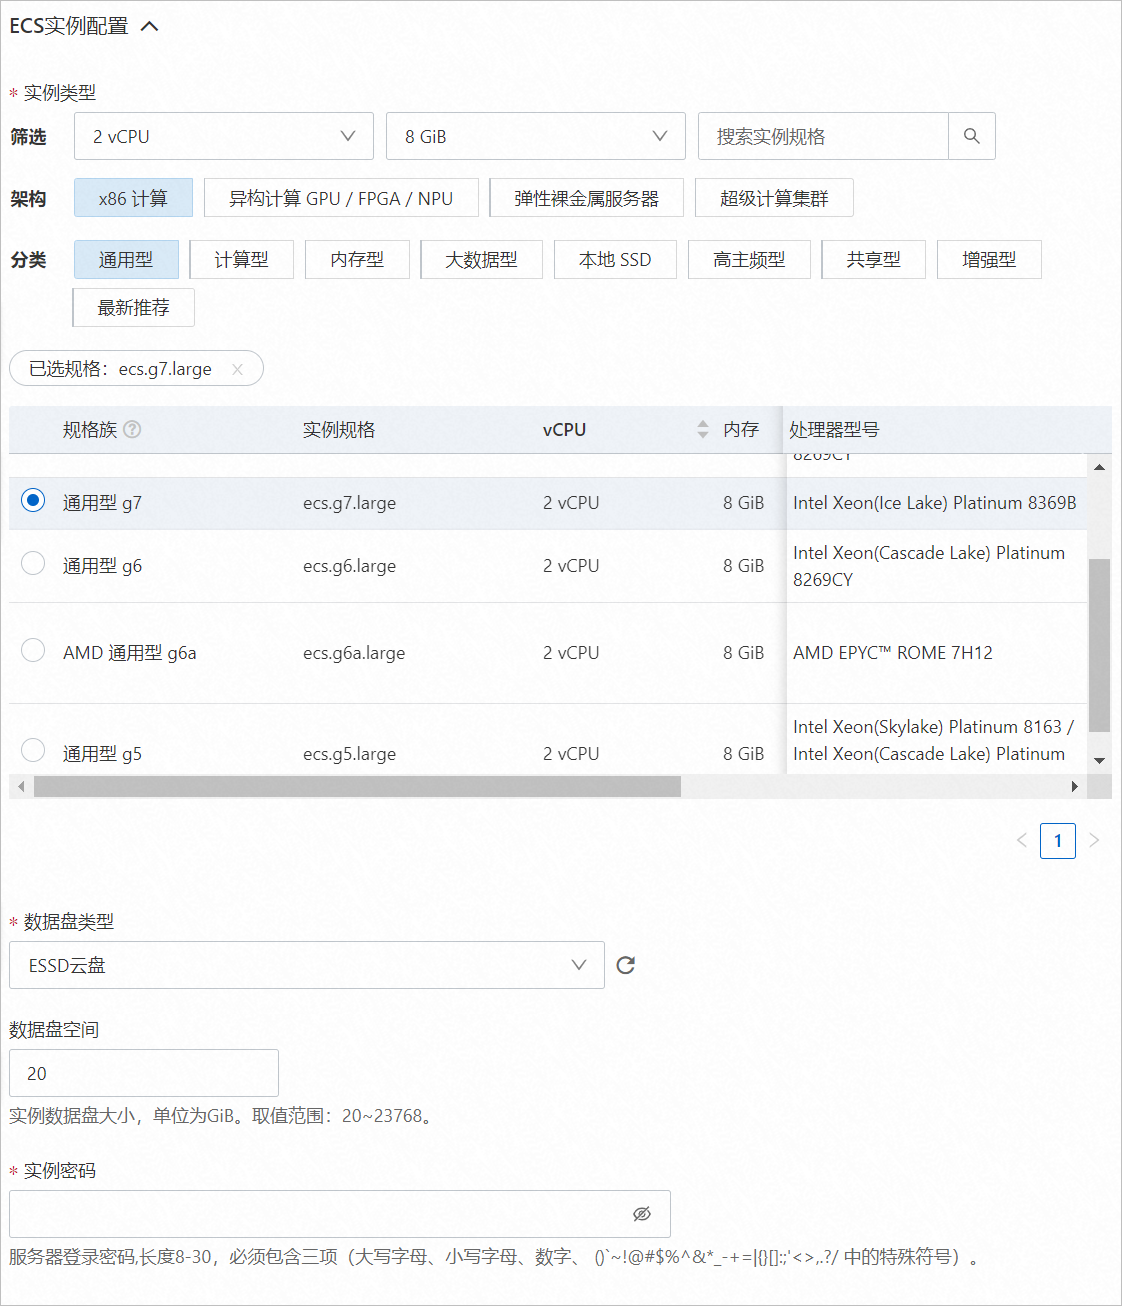 ECS实例配置
* 实例类型
筛选 2 vCPU 8 GiB 搜索实例规格
架构 x86 计算 异构计算 GPU / FPGA / NPU 弹性裸金属服务器 超级计算集群
分类 通用型 计算型 内存型 大数据型 本地 SSD 高主频型 共享型 增强型
最新推荐
已选规格：ecs.g7.large
规格族 实例规格 vCPU 内存 处理器型号
8269CY
通用型 g7 ecs.g7.large 2 vCPU 8 GiB Intel Xeon(Ice Lake) Platinum 8369B
通用型 g6 ecs.g6.large 2 vCPU 8 GiB Intel Xeon(Cascade Lake) Platinum
8269CY
AMD 通用型 g6a ecs.g6a.large 2 vCPU 8 GiB AMD EPYC™ ROME 7H12
Intel Xeon(Skylake) Platinum 8163 /
通用型 g5 ecs.g5.large 2 vCPU 8 GiB Intel Xeon(Cascade Lake) Platinum
1
* 数据盘类型
ESSD云盘
数据盘空间
20
实例数据盘大小，单位为GiB。取值范围：20~23768。
* 实例密码
服务器登录密码,长度8-30，必须包含三项（大写字母、小写字母、数字、 ()`~!@#$%^&*_-+=|{}[]:;'<>,.?/ 中的特殊符号）。